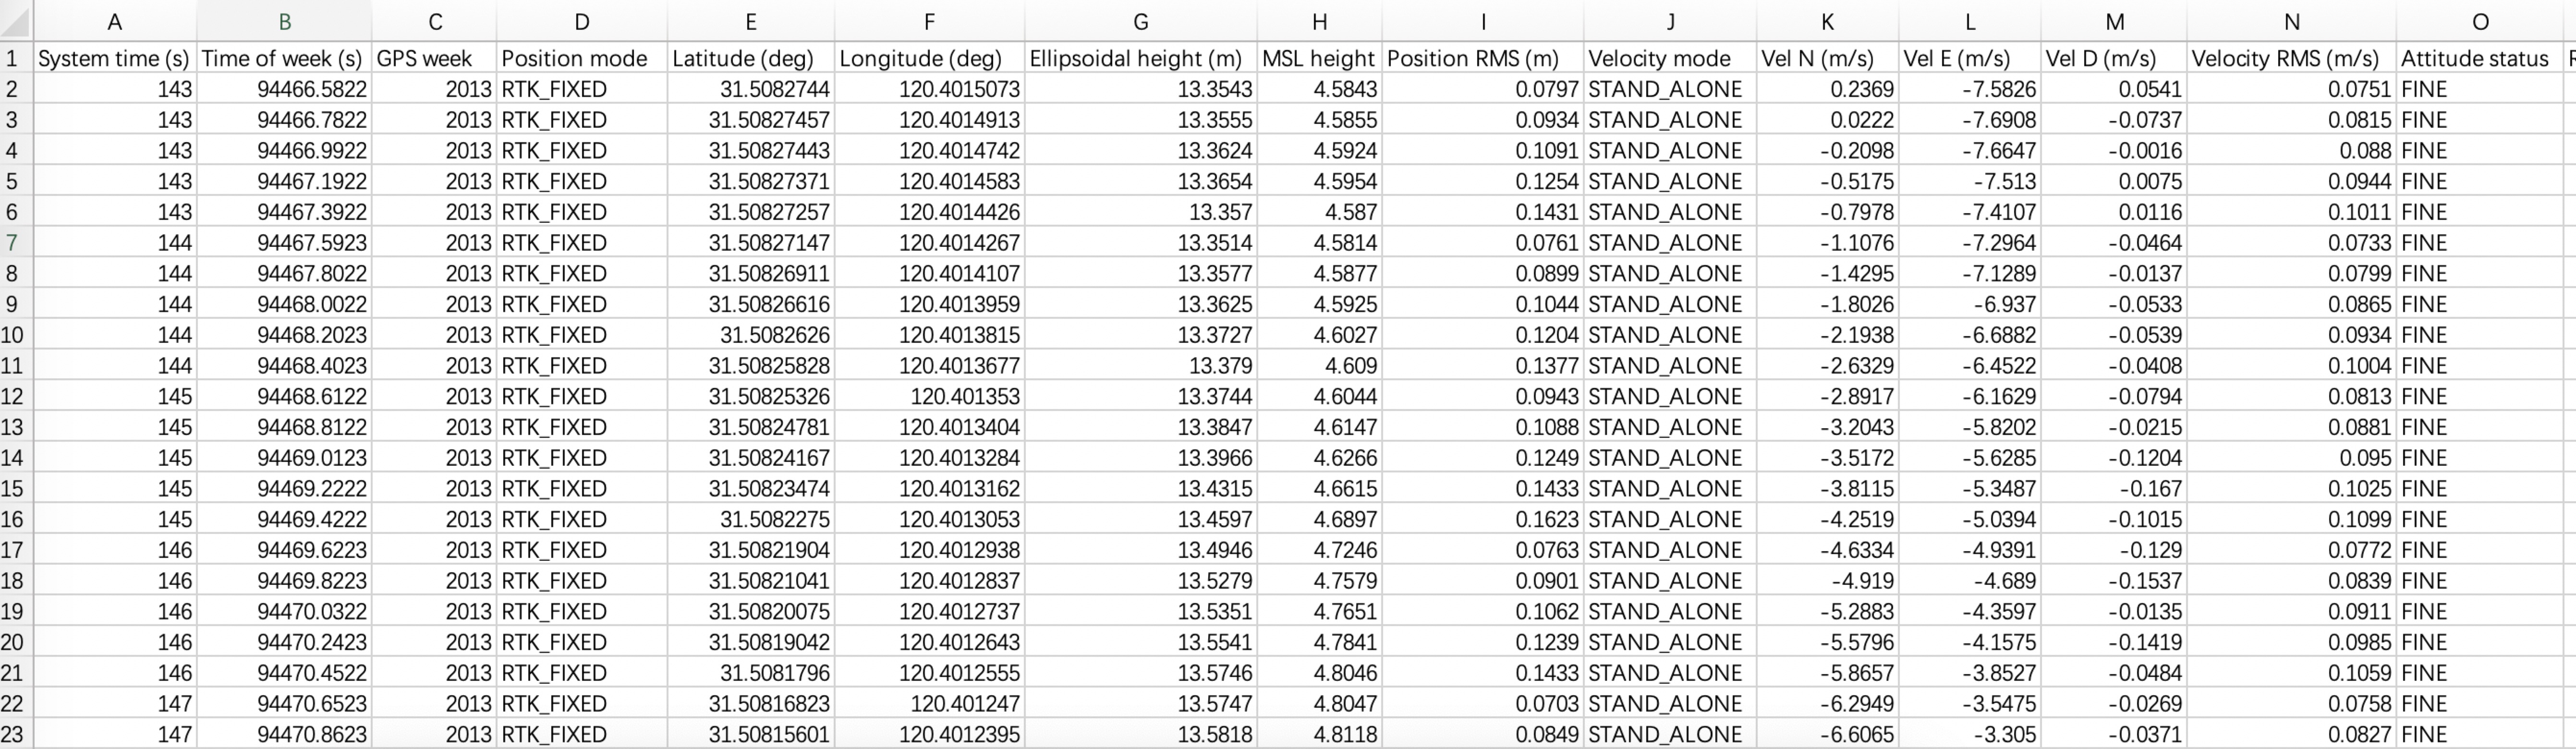 A B C D E F G H I J K L M N O
1 System time (s) Time of week (s) GPS week Position mode Latitude (deg) Longitude (deg) Ellipsoidal height (m) MSL height Position RMS (m) Velocity mode Vel N (m/s) Vel E (m/s) Vel D (m/s) Velocity RMS (m/s) Attitude status
2 143 94466.5822 2013 RTK_FIXED 31.5082744 120.4015073 13.3543 4.5843 0.0797 STAND_ALONE 0.2369 -7.5826 0.0541 0.0751 FINE
3 143 94466.7822 2013 RTK_FIXED 31.50827457 120.4014913 13.3555 4.5855 0.0934 STAND_ALONE 0.0222 -7.6908 -0.0737 0.0815 FINE
4 143 94466.9922 2013 RTK_FIXED 31.50827443 120.4014742 13.3624 4.5924 0.1091 STAND_ALONE -0.2098 -7.6647 -0.0016 0.088 FINE
5 143 94467.1922 2013 RTK_FIXED 31.50827371 120.4014583 13.3654 4.5954 0.1254 STAND_ALONE -0.5175 -7.513 0.0075 0.0944 FINE
6 143 94467.3922 2013 RTK_FIXED 31.50827257 120.4014426 13.357 4.587 0.1431 STAND_ALONE -0.7978 -7.4107 0.0116 0.1011 FINE
7 144 94467.5923 2013 RTK_FIXED 31.50827147 120.4014267 13.3514 4.5814 0.0761 STAND_ALONE -1.1076 -7.2964 -0.0464 0.0733 FINE
8 144 94467.8022 2013 RTK_FIXED 31.50826911 120.4014107 13.3577 4.5877 0.0899 STAND_ALONE -1.4295 -7.1289 -0.0137 0.0799 FINE
9 144 94468.0022 2013 RTK_FIXED 31.50826616 120.4013959 13.3625 4.5925 0.1044 STAND_ALONE -1.8026 -6.937 -0.0533 0.0865 FINE
10 144 94468.2023 2013 RTK_FIXED 31.5082626 120.4013815 13.3727 4.6027 0.1204 STAND_ALONE -2.1938 -6.6882 -0.0539 0.0934 FINE
11 144 94468.4023 2013 RTK_FIXED 31.50825828 120.4013677 13.379 4.609 0.1377 STAND_ALONE -2.6329 -6.4522 -0.0408 0.1004 FINE
12 145 94468.6122 2013 RTK_FIXED 31.50825326 120.401353 13.3744 4.6044 0.0943 STAND_ALONE -2.8917 -6.1629 -0.0794 0.0813 FINE
13 145 94468.8122 2013 RTK_FIXED 31.50824781 120.4013404 13.3847 4.6147 0.1088 STAND_ALONE -3.2043 -5.8202 -0.0215 0.0881 FINE
14 145 94469.0123 2013 RTK_FIXED 31.50824167 120.4013284 13.3966 4.6266 0.1249 STAND_ALONE -3.5172 -5.6285 -0.1204 0.095 FINE
15 145 94469.2222 2013 RTK_FIXED 31.50823474 120.4013162 13.4315 4.6615 0.1433 STAND_ALONE -3.8115 -5.3487 -0.167 0.1025 FINE
16 145 94469.4222 2013 RTK_FIXED 31.5082275 120.4013053 13.4597 4.6897 0.1623 STAND_ALONE -4.2519 -5.0394 -0.1015 0.1099 FINE
17 146 94469.6223 2013 RTK_FIXED 31.50821904 120.4012938 13.4946 4.7246 0.0763 STAND_ALONE -4.6334 -4.9391 -0.129 0.0772 FINE
18 146 94469.8223 2013 RTK_FIXED 31.50821041 120.4012837 13.5279 4.7579 0.0901 STAND_ALONE -4.919 -4.689 -0.1537 0.0839 FINE
19 146 94470.0322 2013 RTK_FIXED 31.50820075 120.4012737 13.5351 4.7651 0.1062 STAND_ALONE -5.2883 -4.3597 -0.0135 0.0911 FINE
20 146 94470.2423 2013 RTK_FIXED 31.50819042 120.4012643 13.5541 4.7841 0.1239 STAND_ALONE -5.5796 -4.1575 -0.1419 0.0985 FINE
21 146 94470.4522 2013 RTK_FIXED 31.5081796 120.4012555 13.5746 4.8046 0.1433 STAND_ALONE -5.8657 -3.8527 -0.0484 0.1059 FINE
22 147 94470.6523 2013 RTK_FIXED 31.50816823 120.401247 13.5747 4.8047 0.0703 STAND_ALONE -6.2949 -3.5475 -0.0269 0.0758 FINE
23 147 94470.8623 2013 RTK_FIXED 31.50815601 120.4012395 13.5818 4.8118 0.0849 STAND_ALONE -6.6065 -3.305 -0.0371 0.0827 FINE